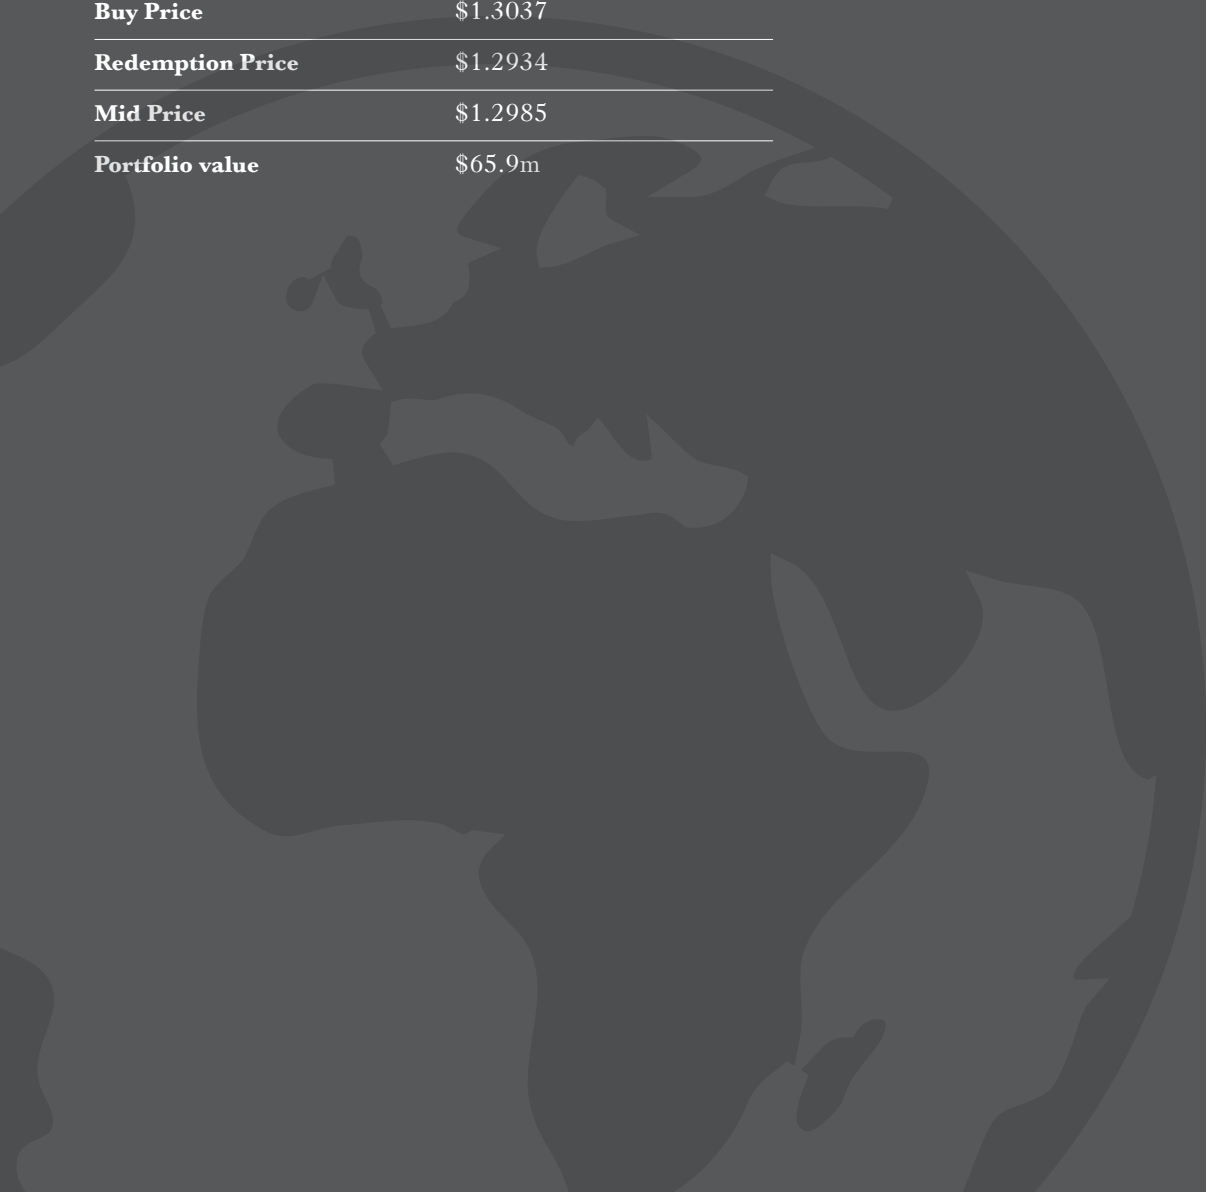 Buy Price $1.3037
Redemption Price $1.2934
Mid Price $1.2985
Portfolio value $65.9m